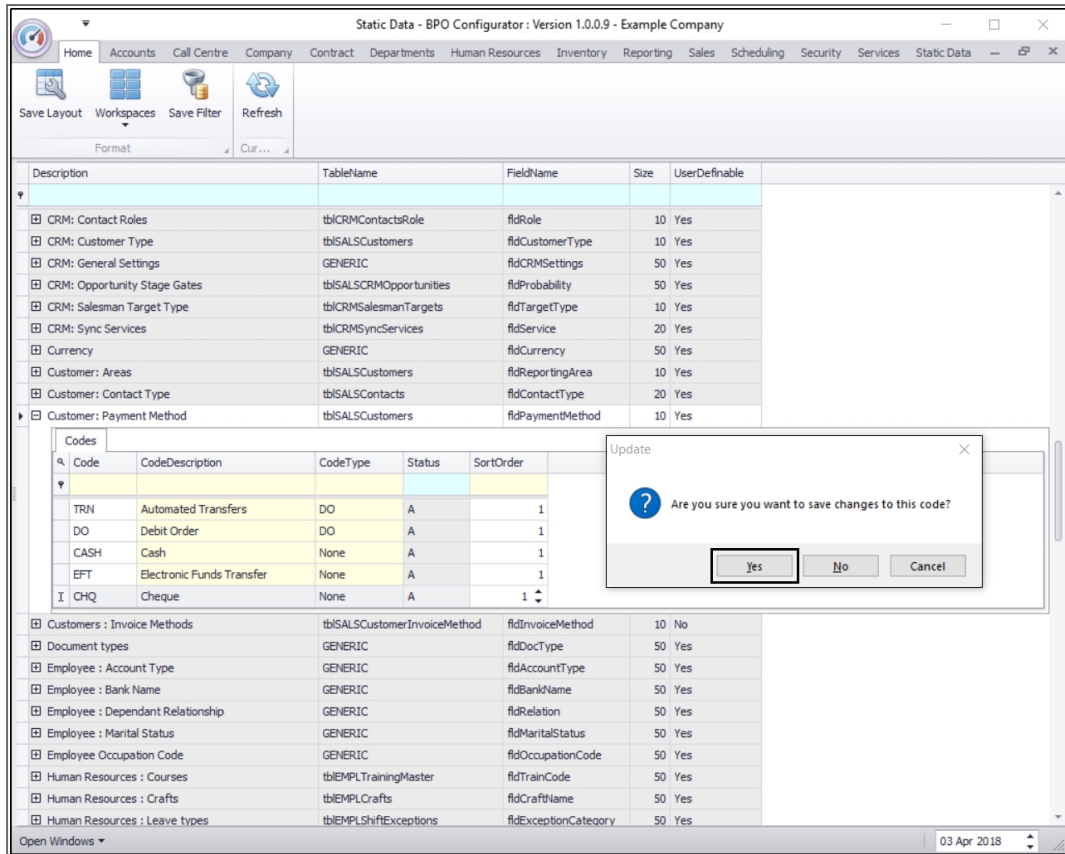 Static Data - BPO Configurator : Version 1.0.0.9 - Example Company
Home Accounts Call Centre Company Contract Departments Human Resources Inventory Reporting Sales Scheduling Security Services Static Data
Save Layout Workspaces Save Filter Refresh
Format Cur...
Description TableName FieldName Size UserDefinable
CRM: Contact Roles tblCRMContactsRole fldRole 10 Yes
CRM: Customer Type tblSALSCustomers fldCustomerType 10 Yes
CRM: General Settings GENERIC fldCRMSettings 50 Yes
CRM: Opportunity Stage Gates tblSALSCRMOpportunities fldProbability 50 Yes
CRM: Salesman Target Type tblCRMSalesmanTargets fldTargetType 10 Yes
CRM: Sync Services tblCRMSyncServices fldService 20 Yes
Currency GENERIC fldCurrency 50 Yes
Customer: Areas tblSALSCustomers fldReportingArea 10 Yes
Customer: Contact Type tblSALSContacts fldContactType 20 Yes
Customer: Payment Method tblSALSCustomers fldPaymentMethod 10 Yes
Codes
Code CodeDescription CodeType Status SortOrder
TRN Automated Transfers DO A 1
DO Debit Order DO A 1
CASH Cash None A 1
EFT Electronic Funds Transfer None A 1
CHQ Cheque None A 1
Update
Are you sure you want to save changes to this code?
Yes No Cancel
Customers : Invoice Methods tblSALSCustomerInvoiceMethod fldInvoiceMethod 10 No
Document types GENERIC fldDocType 50 Yes
Employee : Account Type GENERIC fldAccountType 50 Yes
Employee : Bank Name GENERIC fldBankName 50 Yes
Employee : Dependant Relationship GENERIC fldRelation 50 Yes
Employee : Marital Status GENERIC fldMaritalStatus 50 Yes
Employee Occupation Code GENERIC fldOccupationCode 50 Yes
Human Resources : Courses tblEMPLTrainingMaster fldTrainCode 50 Yes
Human Resources : Crafts tblEMPLCrafts fldCraftName 50 Yes
Human Resources : Leave types tblEMPLShiftExceptions fldExceptionCategory 50 Yes
Open Windows 03 Apr 2018